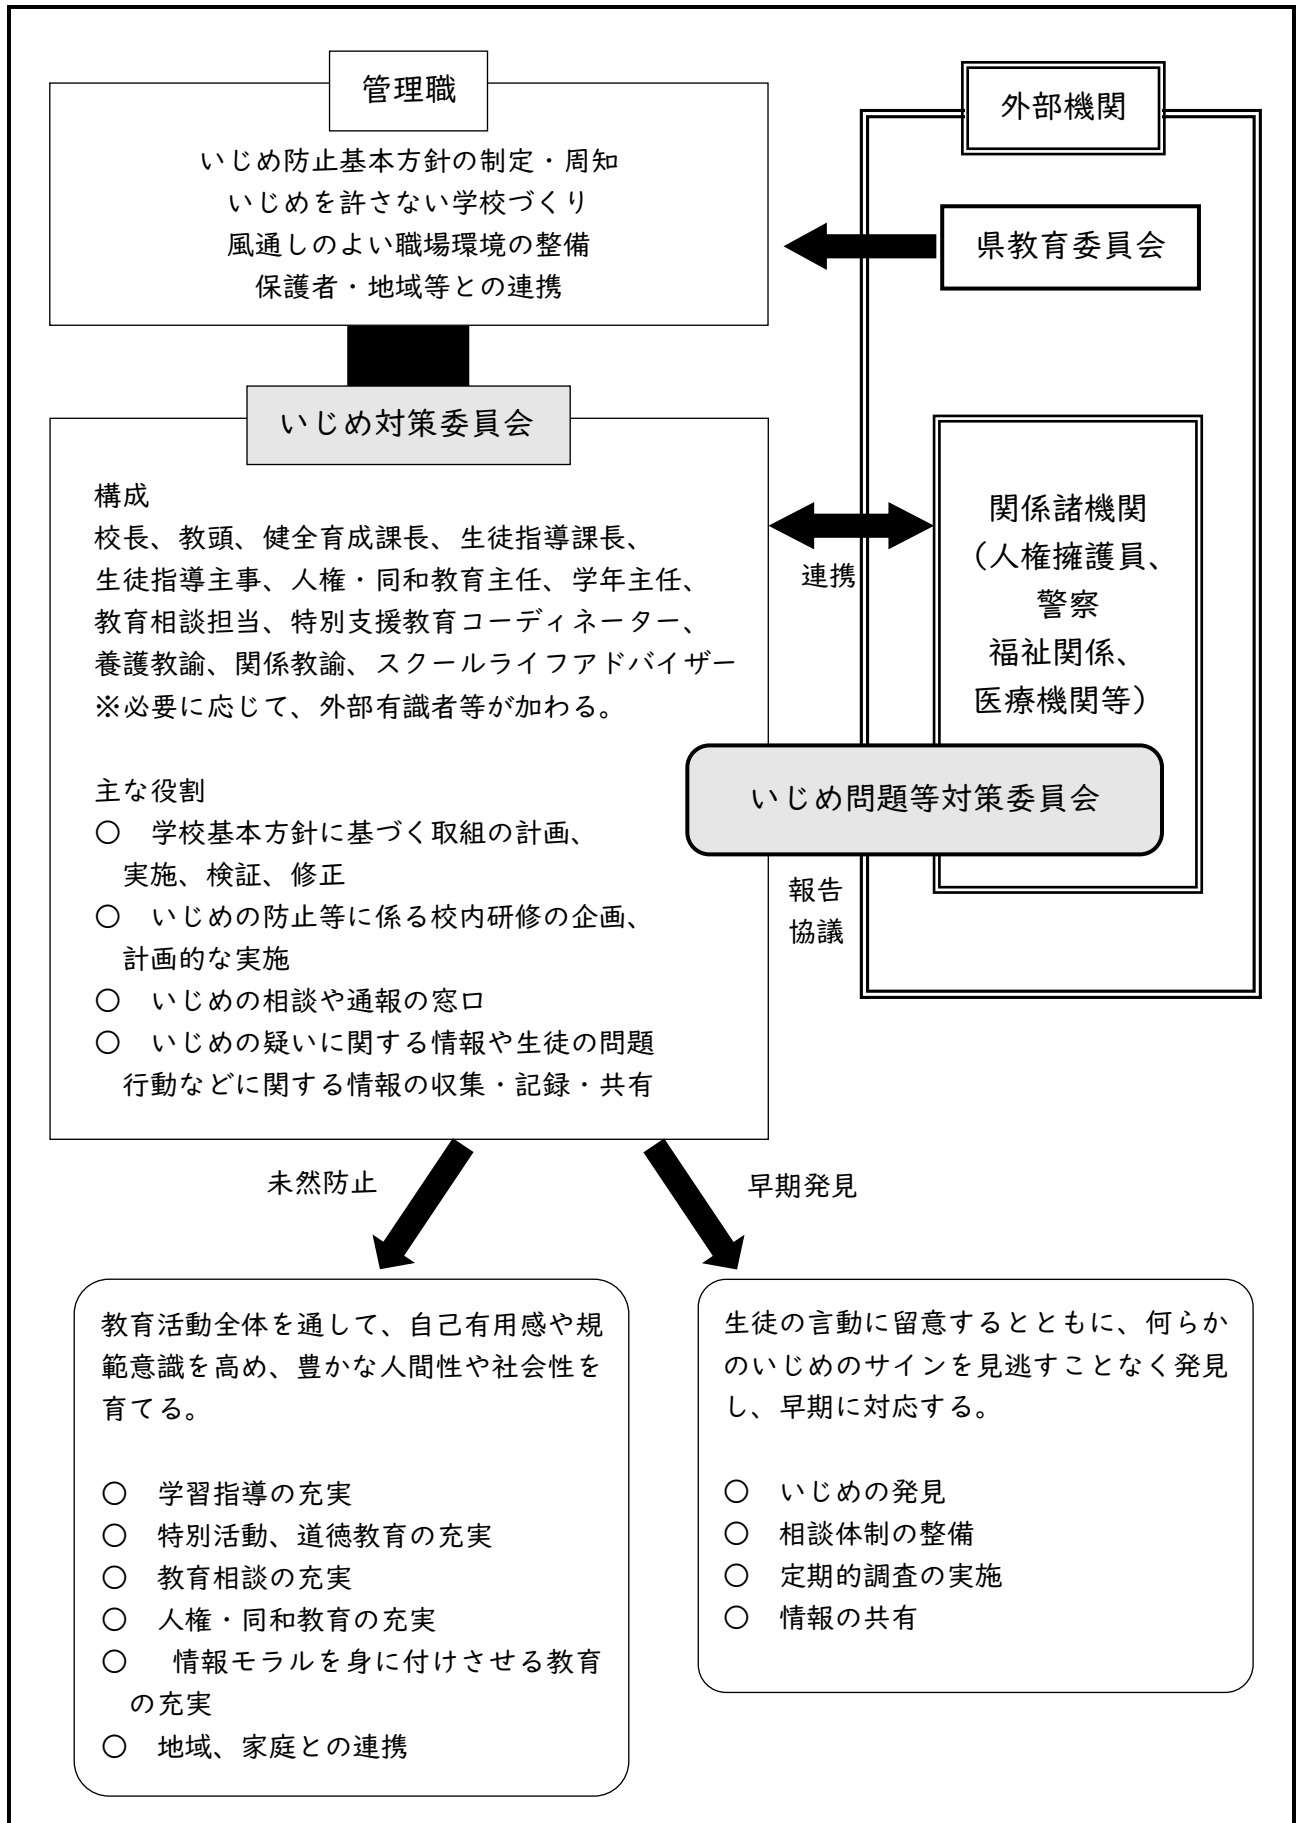 管理職
いじめ防止基本方針の制定・周知
いじめを許さない学校づくり
風通しのよい職場環境の整備
保護者・地域等との連携
外部機関
県教育委員会
いじめ対策委員会
構成
校長、教頭、健全育成課長、生徒指導課長、
生徒指導主事、人権・同和教育主任、学年主任、
教育相談担当、特別支援教育コーディネーター、
養護教諭、関係教諭、スクールライフアドバイザー
※必要に応じて、外部有識者等が加わる。
主な役割
○　学校基本方針に基づく取組の計画、
実施、検証、修正
○　いじめの防止等に係る校内研修の企画、
計画的な実施
○　いじめの相談や通報の窓口
○　いじめの疑いに関する情報や生徒の問題
行動などに関する情報の収集・記録・共有
連携
関係諸機関
（人権擁護員、
警察
福祉関係、
医療機関等）
いじめ問題等対策委員会
報告
協議
未然防止
早期発見
教育活動全体を通して、自己有用感や規
範意識を高め、豊かな人間性や社会性を
育てる。
○　学習指導の充実
○　特別活動、道徳教育の充実
○　教育相談の充実
○　人権・同和教育の充実
○　情報モラルを身に付けさせる教育
の充実
○　地域、家庭との連携
生徒の言動に留意するとともに、何らか
のいじめのサインを見逃すことなく発見
し、早期に対応する。
○　いじめの発見
○　相談体制の整備
○　定期的調査の実施
○　情報の共有